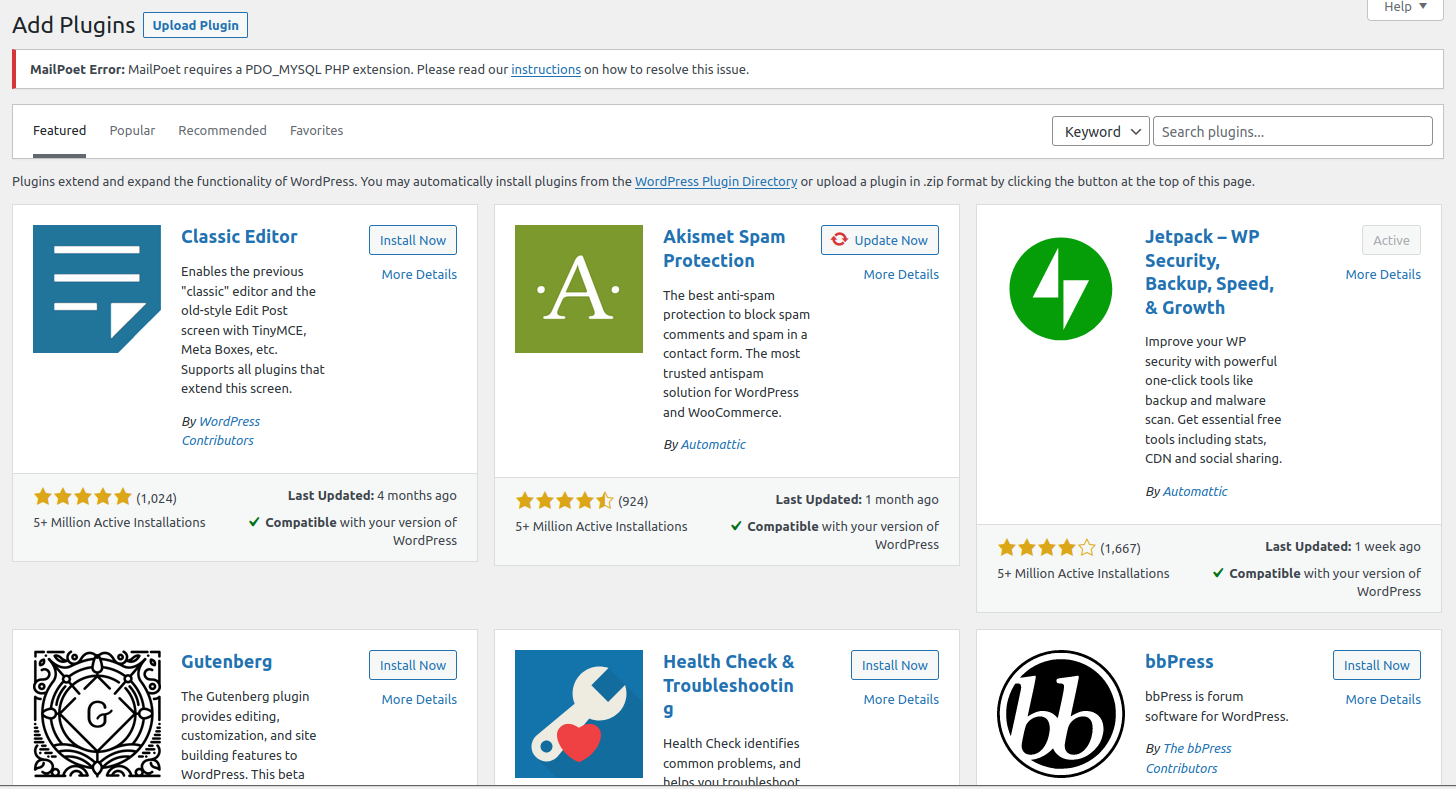 Add Plugins
Upload Plugin
Help
MailPoet Error: MailPoet requires a PDO_MYSQL PHP extension. Please read our instructions on how to resolve this issue.
Featured
Popular
Recommended
Favorites
Keyword
Search plugins...
Plugins extend and expand the functionality of WordPress. You may automatically install plugins from the WordPress Plugin Directory or upload a plugin in .zip format by clicking the button at the top of this page.
Classic Editor
Install Now
More Details
Enables the previous
"classic" editor and the
old-style Edit Post
screen with TinyMCE,
Meta Boxes, etc.
Supports all plugins that
extend this screen.
By WordPress
Contributors
(1,024)
5+ Million Active Installations
Last Updated: 4 months ago
Compatible with your version of
WordPress
A
Akismet Spam
Protection
Update Now
More Details
The best anti-spam
protection to block spam
comments and spam in a
contact form. The most
trusted antispam
solution for WordPress
and WooCommerce.
By Automattic
(924)
5+ Million Active Installations
Last Updated: 1 month ago
Compatible with your version of
WordPress
Jetpack – WP
Security,
Backup, Speed,
& Growth
Active
More Details
Improve your WP
security with powerful
one-click tools like
backup and malware
scan. Get essential free
tools including stats,
CDN and social sharing.
By Automattic
(1,667)
5+ Million Active Installations
Last Updated: 1 week ago
Compatible with your version of
WordPress
G
Gutenberg
Install Now
More Details
The Gutenberg plugin
provides editing,
customization, and site
building features to
WordPress. This beta
Health Check &
Troubleshootin
g
Install Now
More Details
Health Check identifies
common problems, and
helps you troubleshoot
bb
bbPress
Install Now
More Details
bbPress is forum
software for WordPress.
By The bbPress
Contributors